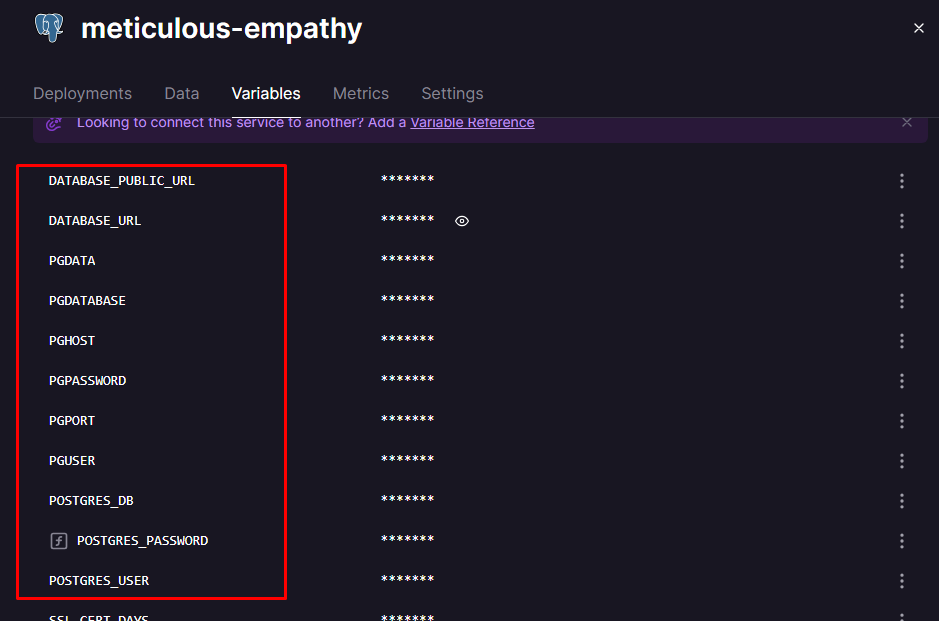 meticulous-empathy
Deployments Data Variables Metrics Settings
Looking to connect this service to another? Add a Variable Reference
DATABASE_PUBLIC_URL *******
DATABASE_URL *******
PGDATA *******
PGDATABASE *******
PGHOST *******
PGPASSWORD *******
PGPORT *******
PGUSER *******
POSTGRES_DB *******
POSTGRES_PASSWORD *******
POSTGRES_USER *******
SSL_CERT_DAYS *******